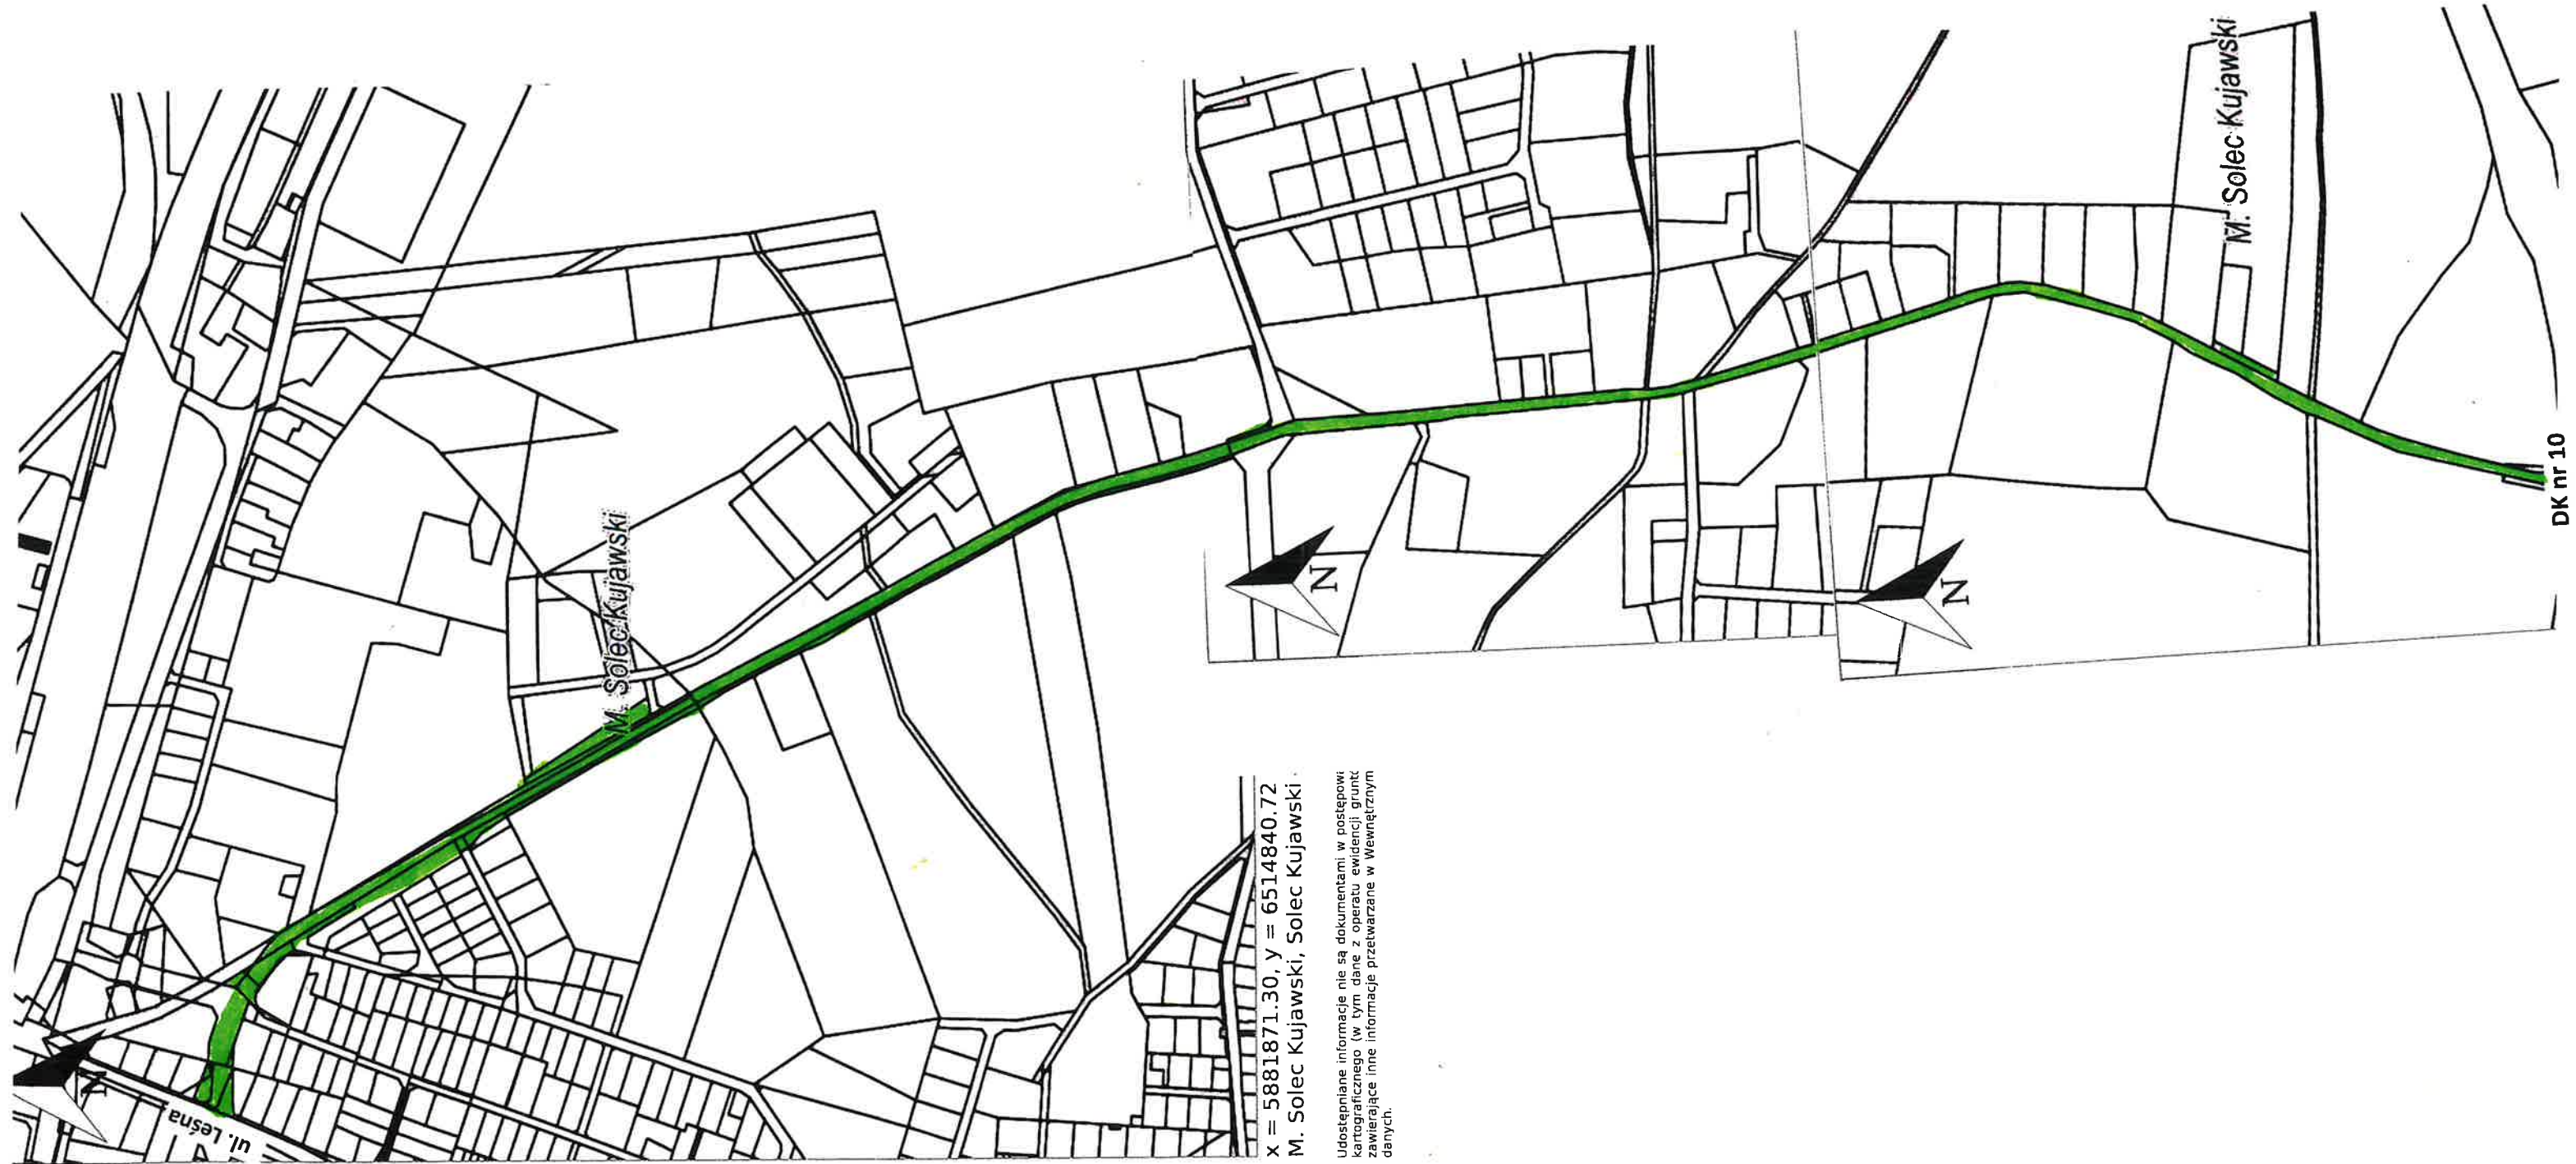 N
ul. Leśna
M. Solec Kujawski
x = 5881871.30, y = 6514840.72
M. Solec Kujawski, Solec Kujawski
Udostępniane informacje nie są dokumentami w postępowi
kartograficznego (w tym dane z operatu ewidencji grunto
zawierające inne informacje przetwarzane w Wewnętrznym
danych.
N
N
M. Solec Kujawski
DK nr 10